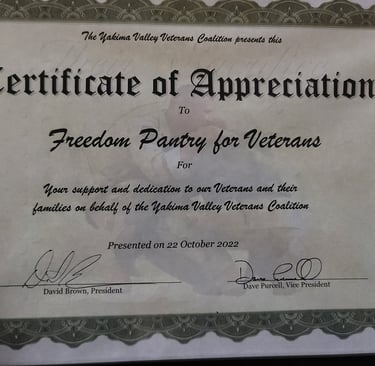 The Yakima Valley Veterans Coalition presents this
Certificate of Appreciation
To
Freedom Pantry for Veterans
For
Your support and dedication to our Veterans and their
families on behalf of the Yakima Valley Veterans Coalition
Presented on 22 October 2022
David Brown, President
Dave Purcell, Vice President